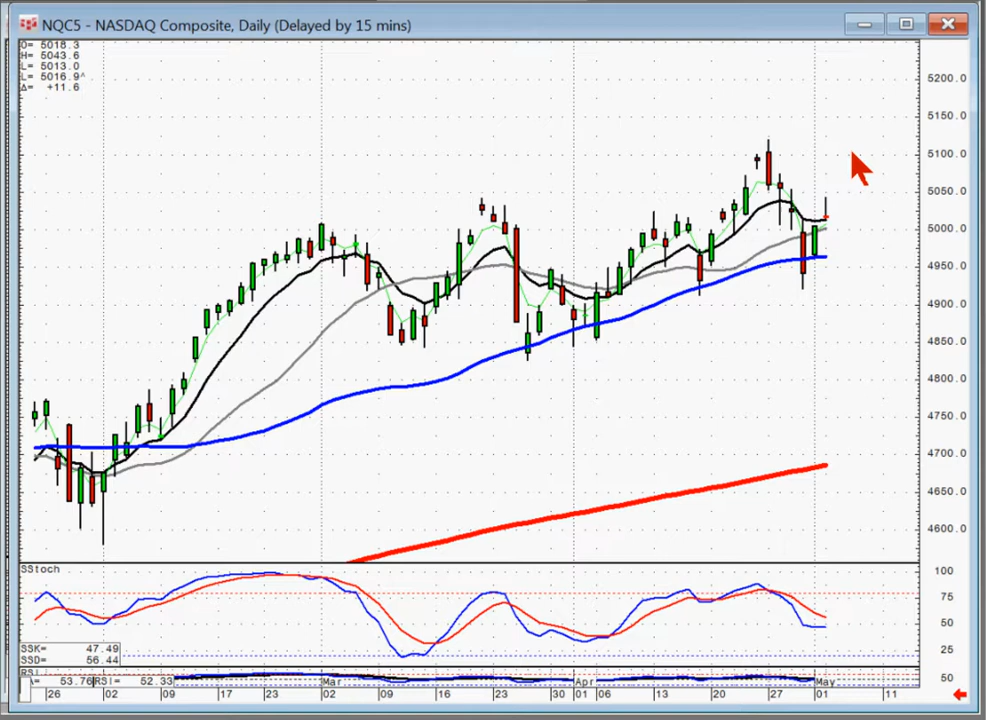 NQC5 - NASDAQ Composite, Daily (Delayed by 15 mins)
O= 5018.3
H= 5043.6
L= 5013.0
L= 5016.9^
Δ= +11.6
5200.0
5150.0
5100.0
5050.0
5000.0
4950.0
4900.0
4850.0
4800.0
4750.0
4700.0
4650.0
4600.0
SStoch
100
75
50
25
SSK= 47.49
SSD= 56.44
RSI
53.76 RSI= 52.33
50
Mar Apr May
26 02 09 17 23 02 09 16 23 30 01 06 13 20 27 01 11